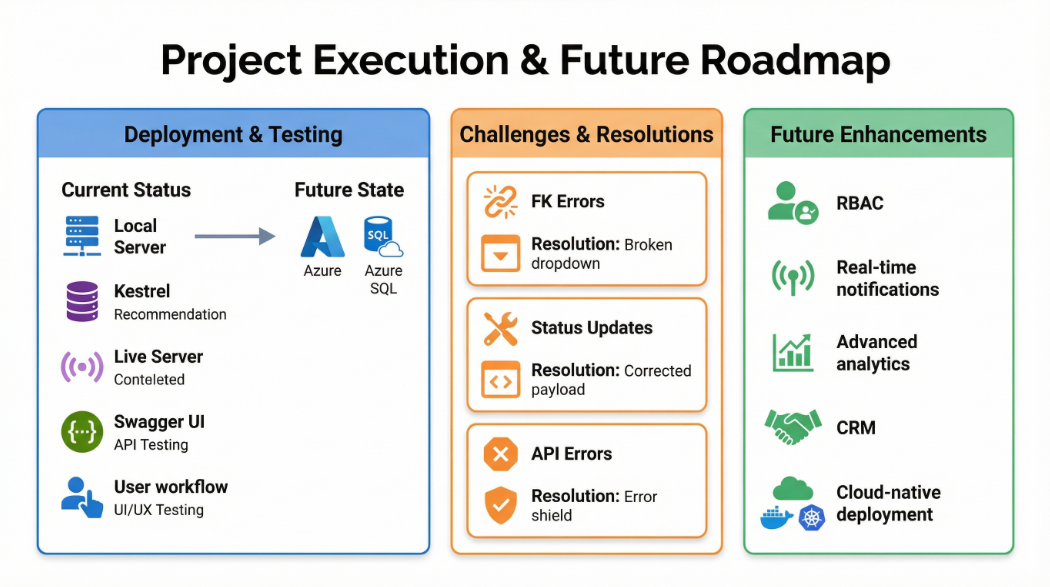 Project Execution & Future Roadmap
Deployment & Testing
Current Status
Future State
Local
Server
Azure
SQL
Azure
SQL
Kestrel
Recommendation
Live Server
Conteleted
Swagger UI
API Testing
User workflow
UI/UX Testing
Challenges & Resolutions
FK Errors
Resolution: Broken
dropdown
Status Updates
Resolution: Corrected
payload
API Errors
Resolution: Error
shield
Future Enhancements
RBAC
Real-time
notifications
Advanced
analytics
CRM
Cloud-native
deployment